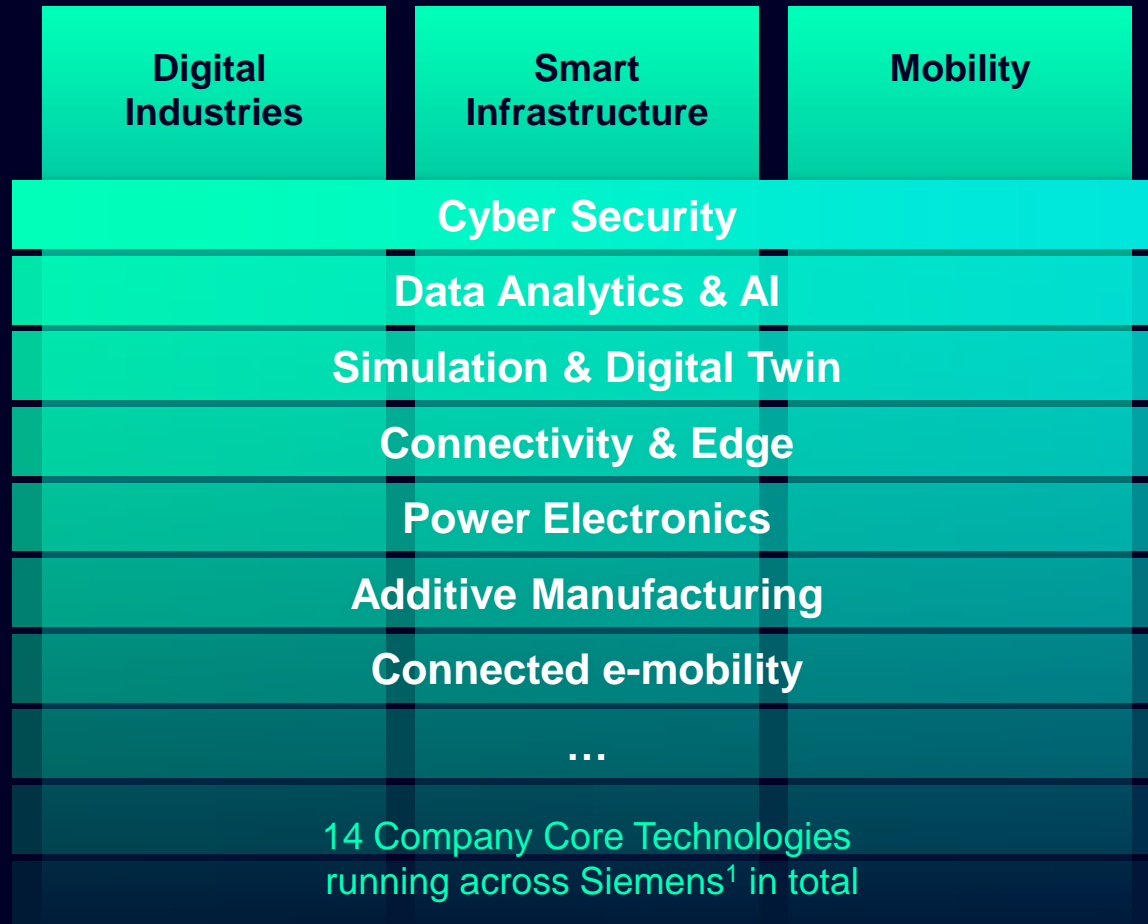 Digital
Industries
Smart
Infrastructure
Mobility
Cyber Security
Data Analytics & AI
Simulation & Digital Twin
Connectivity & Edge
Power Electronics
Additive Manufacturing
Connected e-mobility
…
14 Company Core Technologies
running across Siemens¹ in total